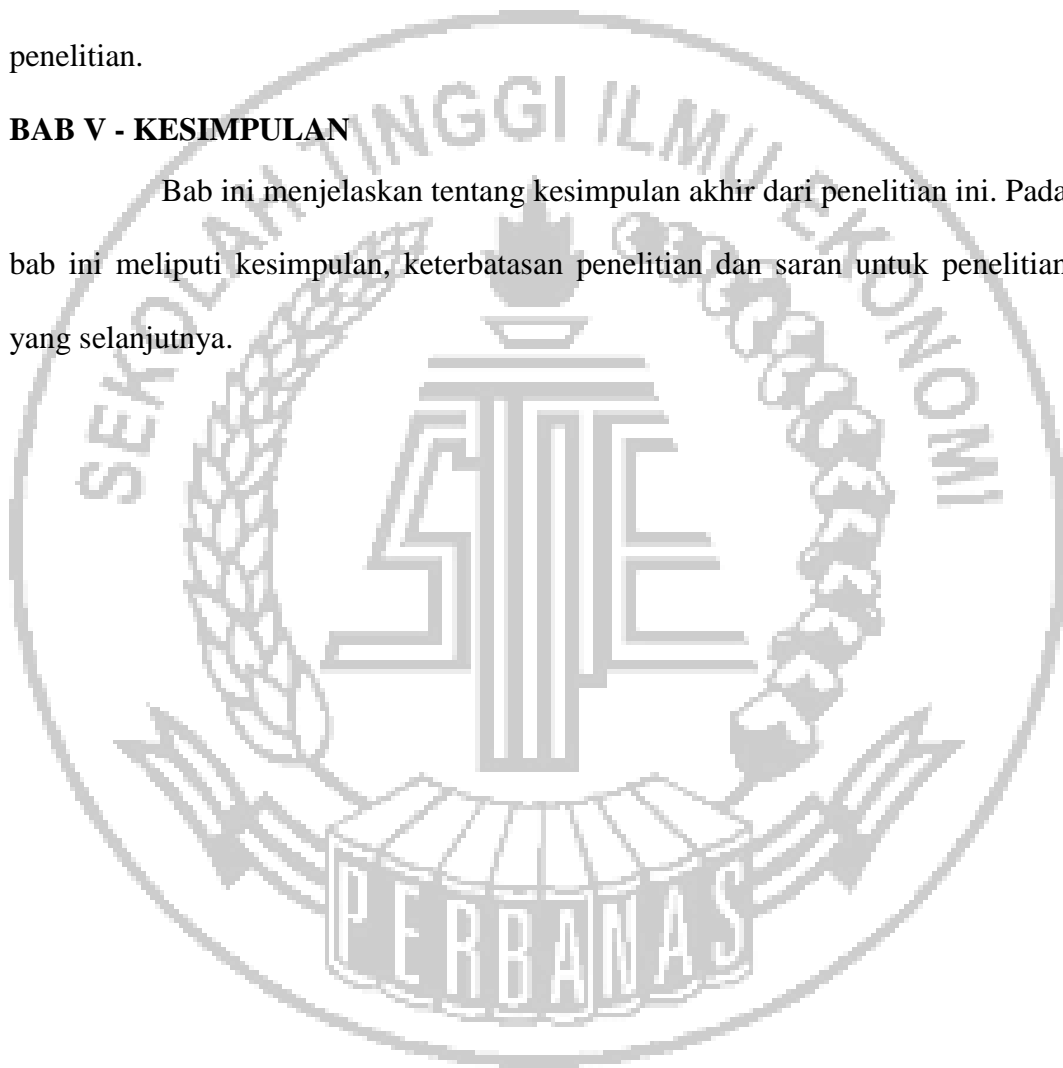 penelitian.
BAB V - KESIMPULAN
Bab ini menjelaskan tentang kesimpulan akhir dari penelitian ini. Pada
bab ini meliputi kesimpulan, keterbatasan penelitian dan saran untuk penelitian
yang selanjutnya.
SEKOLAH TINGGI ILMU EKONOMI
STIE
PERBANAS